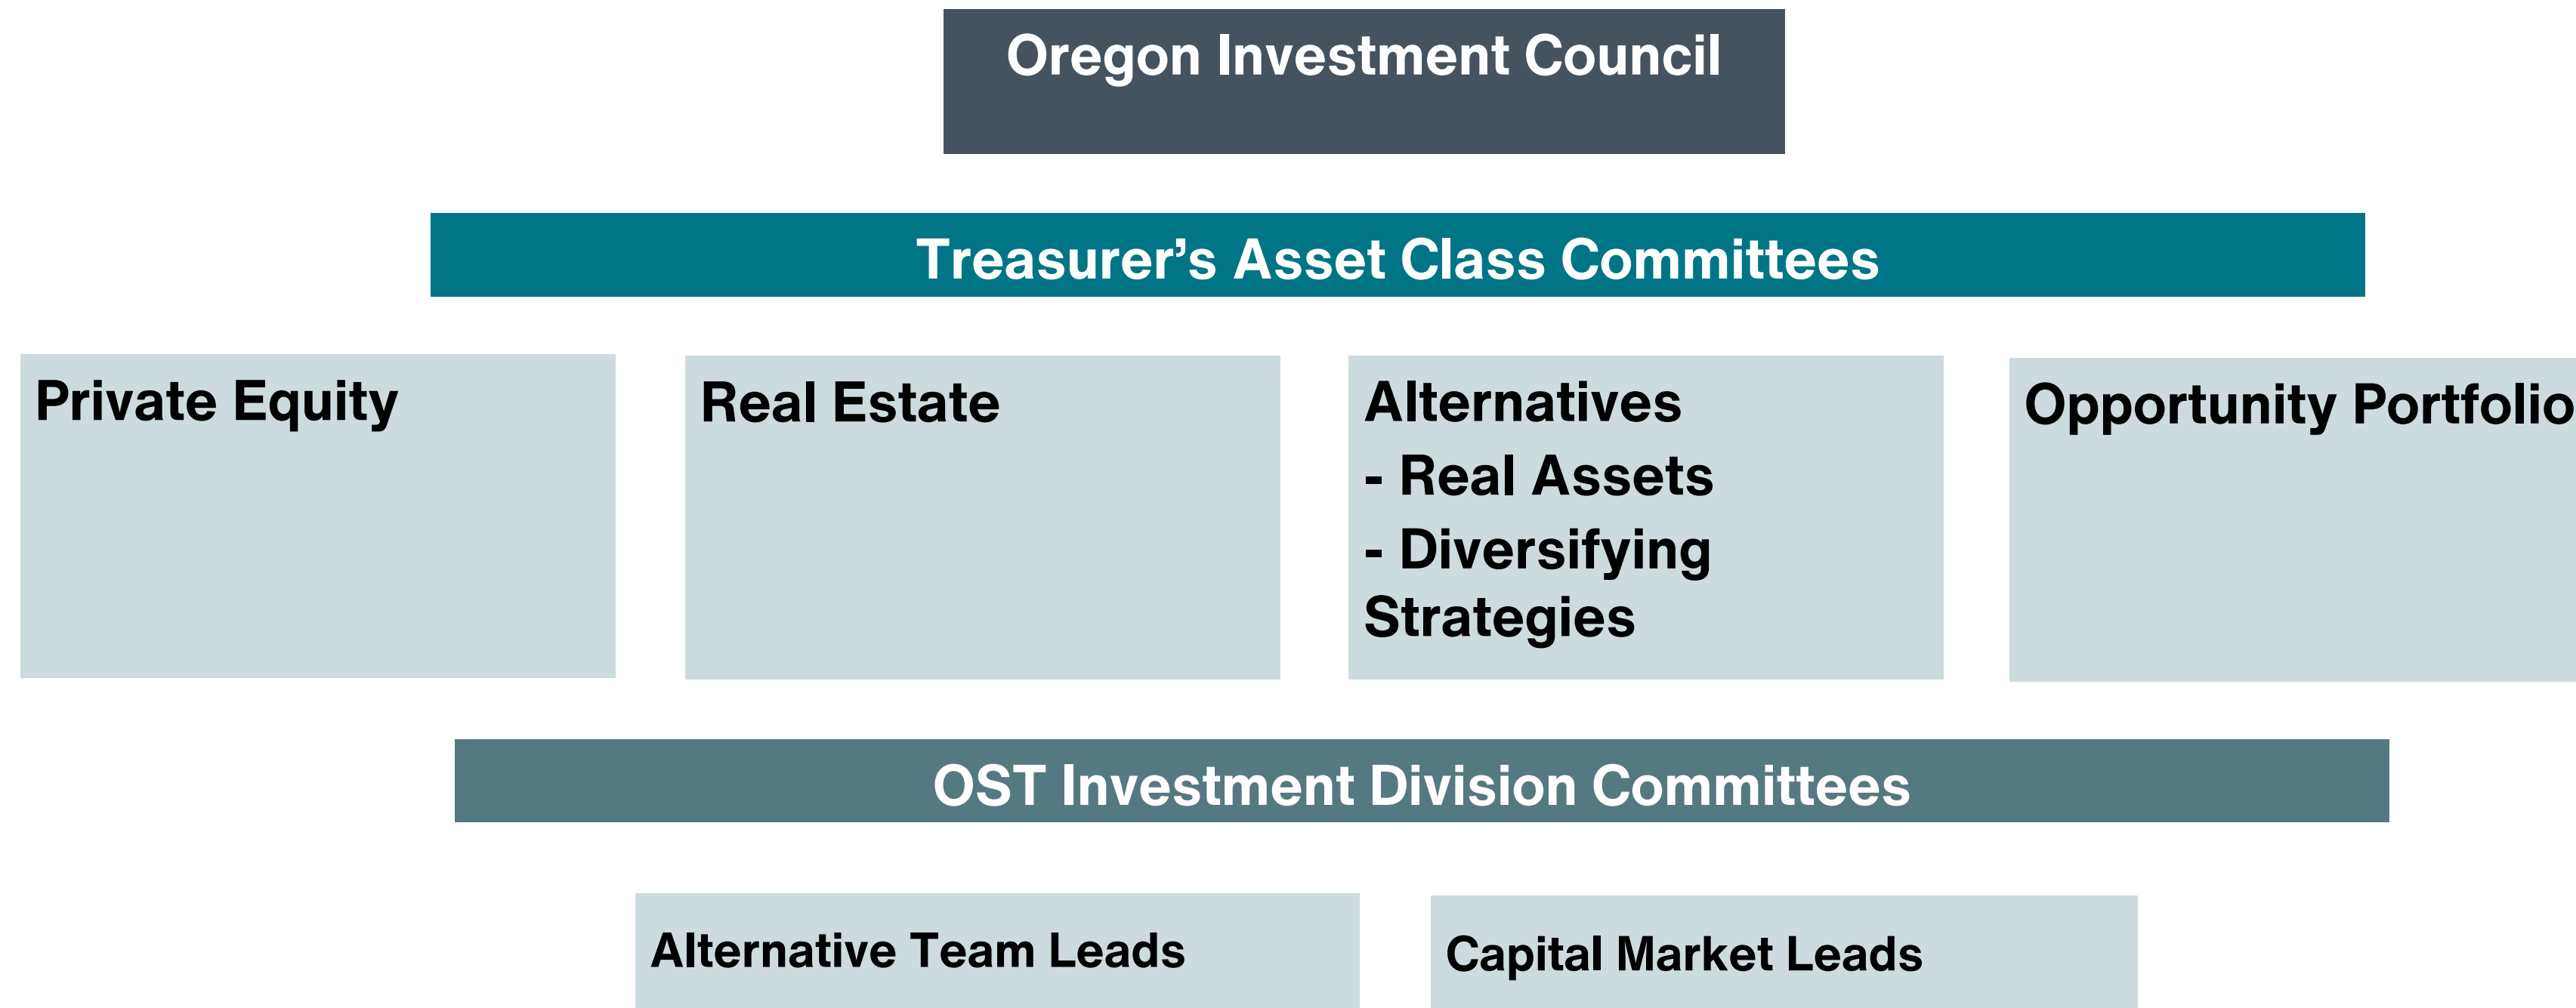 Oregon Investment Council
Treasurer’s Asset Class Committees
Private Equity
Real Estate
Alternatives
- Real Assets
- Diversifying
Strategies
Opportunity Portfolio
OST Investment Division Committees
Alternative Team Leads
Capital Market Leads